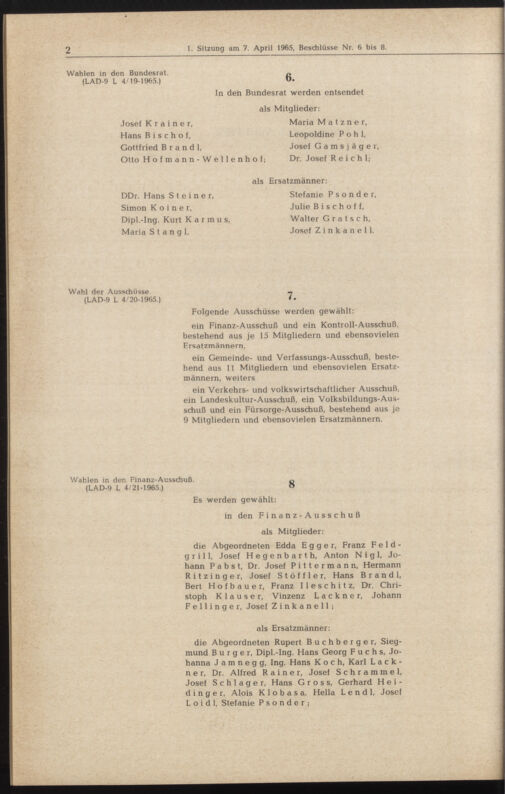 2
1. Sitzung am 7. April 1965, Beschlüsse Nr. 6 bis 8.
Wahlen in den Bundesrat.
(LAD-9 L 4/19-1965.)
6.
In den Bundesrat werden entsendet
als Mitglieder:
Josef Krainer,
Hans Bischof,
Gottfried Brandl,
Otto Hofmann-Wellenhof;
Maria Matzner,
Leopoldine Pohl,
Josef Gamsjäger,
Dr. Josef Reichl;
als Ersatzmänner:
DDr. Hans Steiner,
Simon Koiner,
Dipl.-Ing. Kurt Karmus,
Maria Stangl,
Stefanie Psonder,
Julie Bischoff,
Walter Gratsch,
Josef Zinkanell.
Wahl der Ausschüsse.
(LAD-9 L 4/20-1965.)
7.
Folgende Ausschüsse werden gewählt:
ein Finanz-Ausschuß und ein Kontroll-Ausschuß,
bestehend aus je 15 Mitgliedern und ebensovielen
Ersatzmännern,
ein Gemeinde- und Verfassungs-Ausschuß, beste-
hend aus 11 Mitgliedern und ebensovielen Ersatz-
männern, weiters
ein Verkehrs- und volkswirtschaftlicher Ausschuß,
ein Landeskultur-Ausschuß, ein Volksbildungs-Aus-
schuß und ein Fürsorge-Ausschuß, bestehend aus je
9 Mitgliedern und ebensovielen Ersatzmännern.
Wahlen in den Finanz-Ausschuß.
(LAD-9 L 4/21-1965.)
8
Es werden gewählt:
in den Finanz-Ausschuß
als Mitglieder:
die Abgeordneten Edda Egger, Franz Feld-
grill, Josef Hegenbarth, Anton Nigl, Jo-
hann Pabst, Dr. Josef Pittermann, Hermann
Ritzinger, Josef Stöffler, Hans Brandl,
Bert Hofbauer, Franz Ileschitz, Dr. Chri-
stoph Klauser, Vinzenz Lackner, Johann
Fellinger, Josef Zinkanell;
als Ersatzmänner:
die Abgeordneten Rupert Buchberger, Sieg-
mund Burger, Dipl.-Ing. Hans Georg Fuchs, Jo-
hanna Jamnegg, Ing. Hans Koch, Karl Lack-
ner, Dr. Alfred Rainer, Josef Schrammel,
Josef Schlager, Hans Gross, Gerhard Hei-
dinger, Alois Klobasa, Hella Lendl, Josef
Loidl, Stefanie Psonder;